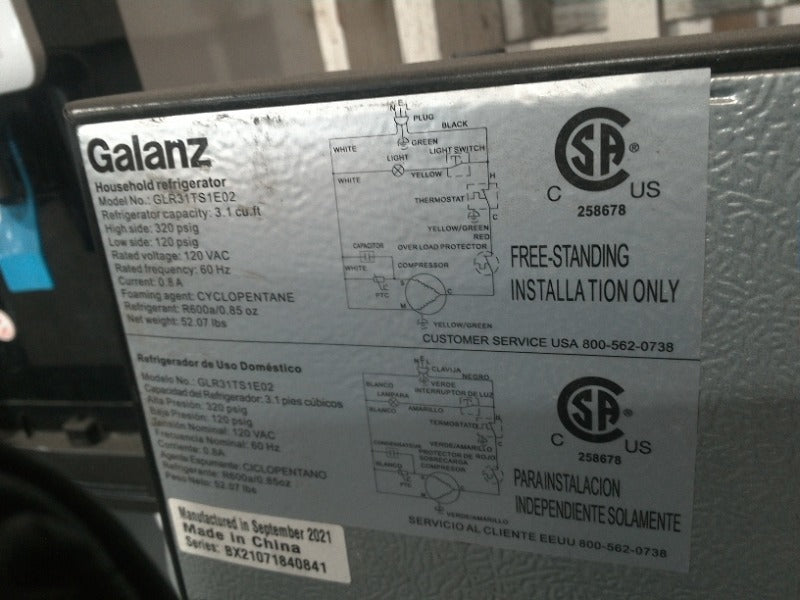 Galanz
Household refrigerator
Model No.: GLR31TS1E02
Refrigerator capacity: 3.1 cu.ft
High side: 320 psig
Low side: 120 psig
Rated voltage: 120 VAC
Rated frequency: 60 Hz
Current: 0.8 A
Foaming agent: CYCLOPENTANE
Refrigerant: R600a/0.85 oz
Net weight: 52.07 lbs
N E L
PLUG
BLACK
GREEN
WHITE
LIGHT
LIGHT SWITCH
WHITE
YELLOW
H
THERMOSTAT
C
YELLOW/GREEN
RED
CAPACITOR
OVER LOAD PROTECTOR
WHITE
COMPRESSOR
PTC
S
M
C
YELLOW/GREEN
CSA®
C US
258678
FREE-STANDING
INSTALLATION ONLY
CUSTOMER SERVICE USA 800-562-0738
Refrigerador de Uso Doméstico
Modelo No.: GLR31TS1E02
Capacidad del Refrigerador: 3.1 pies cúbicos
Alta Presión: 320 psig
Baja Presión: 120 psig
Tensión Nominal: 120 VAC
Frecuencia Nominal: 60 Hz
Corriente: 0.8A
Agente Espumante: CICLOPENTANO
Refrigerante: R600a/0.85oz
Peso Neto: 52.07 lbs
N E L
CLAVIJA
NEGRO
BLANCO
VERDE
LAMPARA
INTERRUPTOR DE LUZ
BLANCO
AMARILLO
H
TERMOSTATO
C
VERDE/AMARILLO
CONDENSATEUR
PROTECTOR DE ROJO
SOBRECARGA
BLANCO
COMPRESOR
PTC
VERDE/AMARILLO
CSA®
C US
258678
PARA INSTALACION
INDEPENDIENTE SOLAMENTE
SERVICIO AL CLIENTE EEUU 800-562-0738
Manufactured in September 2021
Made in China
Series: BX21071840841